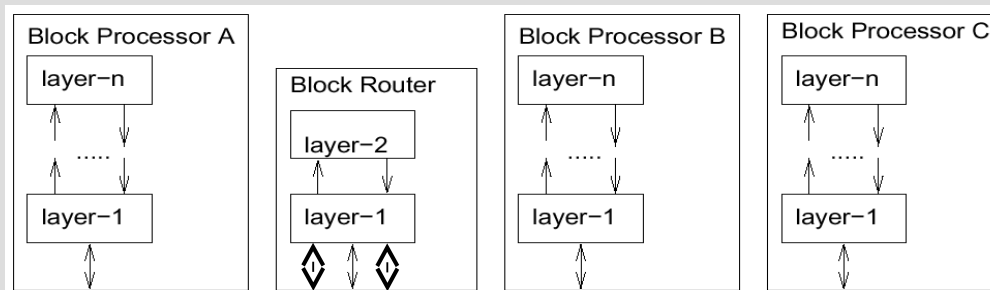 Block Processor A
layer-n
.....
layer-1
Block Router
layer-2
layer-1
Block Processor B
layer-n
.....
layer-1
Block Processor C
layer-n
.....
layer-1